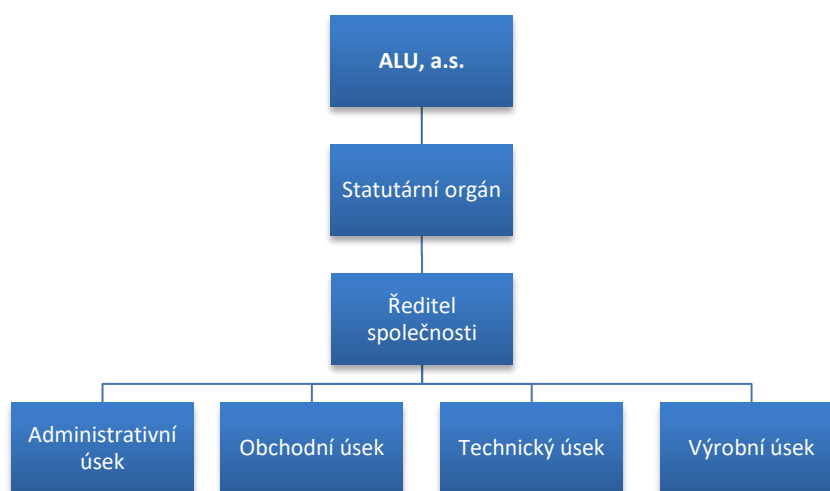 ALU, a.s.
Statutární orgán
Ředitel
společnosti
Administrativní
úsek
Obchodní úsek
Technický úsek
Výrobní úsek